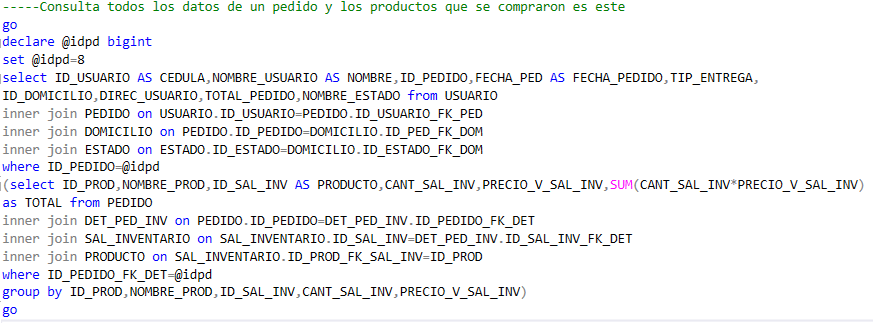 -----Consulta todos los datos de un pedido y los productos que se compraron es este
go
declare @idpd bigint
set @idpd=8
select ID_USUARIO AS CEDULA,NOMBRE_USUARIO AS NOMBRE,ID_PEDIDO,FECHA_PED AS FECHA_PEDIDO,TIP_ENTREGA,
ID_DOMICILIO,DIREC_USUARIO,TOTAL_PEDIDO,NOMBRE_ESTADO from USUARIO
inner join PEDIDO on USUARIO.ID_USUARIO=PEDIDO.ID_USUARIO_FK_PED
inner join DOMICILIO on PEDIDO.ID_PEDIDO=DOMICILIO.ID_PED_FK_DOM
inner join ESTADO on ESTADO.ID_ESTADO=DOMICILIO.ID_ESTADO_FK_DOM
where ID_PEDIDO=@idpd
(select ID_PROD,NOMBRE_PROD,ID_SAL_INV AS PRODUCTO,CANT_SAL_INV,PRECIO_V_SAL_INV,SUM(CANT_SAL_INV*PRECIO_V_SAL_INV)
as TOTAL from PEDIDO
inner join DET_PED_INV on PEDIDO.ID_PEDIDO=DET_PED_INV.ID_PEDIDO_FK_DET
inner join SAL_INVENTARIO on SAL_INVENTARIO.ID_SAL_INV=DET_PED_INV.ID_SAL_INV_FK_DET
inner join PRODUCTO on SAL_INVENTARIO.ID_PROD_FK_SAL_INV=ID_PROD
where ID_PEDIDO_FK_DET=@idpd
group by ID_PROD,NOMBRE_PROD,ID_SAL_INV,CANT_SAL_INV,PRECIO_V_SAL_INV)
go